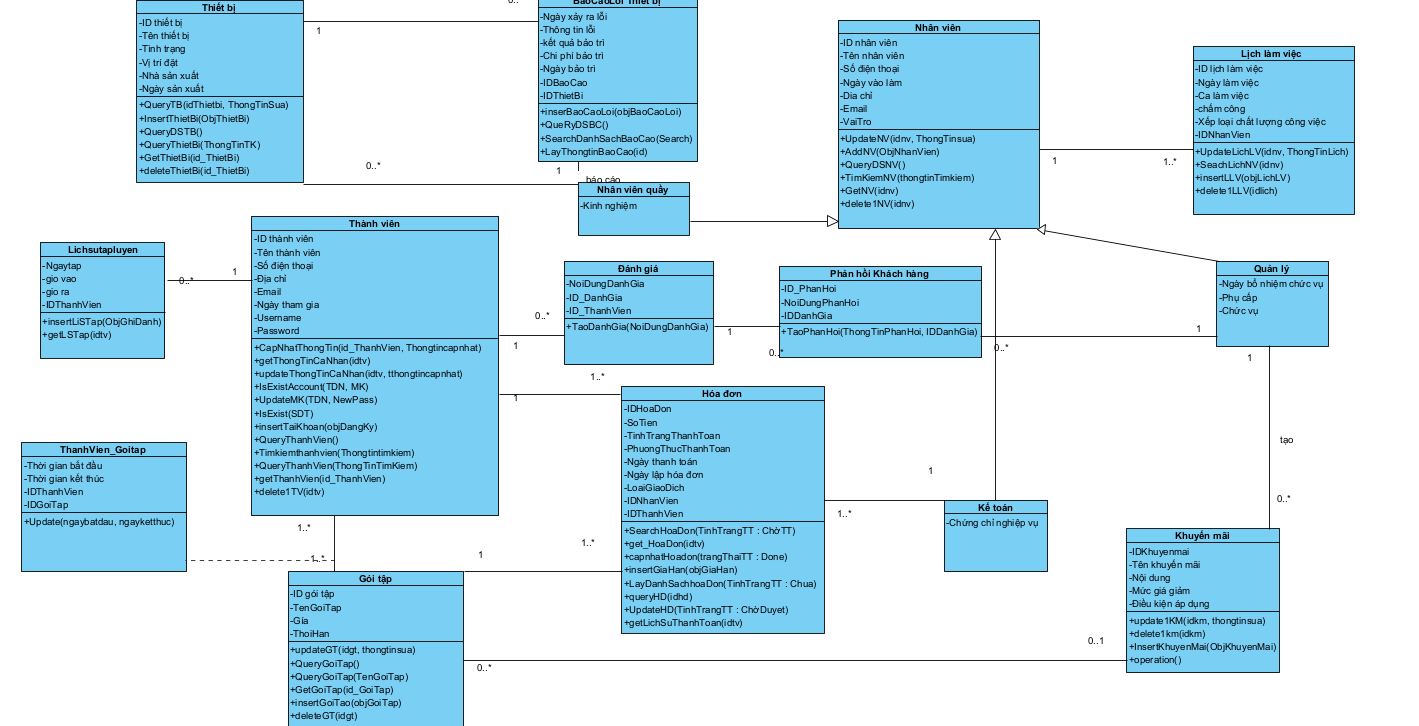 Thiết bị
-ID thiết bị
-Tên thiết bị
-Tình trạng
-Vị trí đặt
-Nhà sản xuất
-Ngày sản xuất
+QueryTB(idThietbi, ThongTinSua)
+InsertThietBi(ObjThietBi)
+QueryDSTB()
+QueryThietBi(ThongTinTK)
+GetThietBi(id_ThietBi)
+deleteThietBi(id_ThietBi)
1
0..*
BaoCaoLoi Thiết bị
-Ngày xảy ra lỗi
-Thông tin lỗi
-kết quả bảo trì
-Chi phí bảo trì
-Ngày bảo trì
-IDBaoCao
-IDThietBi
+inserBaoCaoLoi(objBaoCaoLoi)
+QueRyDSBC()
+SearchDanhSachBaoCao(Search)
+LayThongtinBaoCao(id)
1
báo cáo
Nhân viên quầy
-Kinh nghiệm
Nhân viên
-ID nhân viên
-Tên nhân viên
-Số điện thoại
-Ngày vào làm
-Dia chỉ
-Email
-VaiTro
+UpdateNV(idnv, ThongTinsua)
+AddNV(ObjNhanVien)
+QueryDSNV()
+TimKiemNV(thongtinTimkiem)
+GetNV(idnv)
+delete1NV(idnv)
1
1..*
Lịch làm việc
-ID lịch làm việc
-Ngày làm việc
-Ca làm việc
-chấm công
-Xếp loại chất lượng công việc
-IDNhanVien
+UpdateLichLV(idnv, ThongTinLich)
+SeachLichNV(idnv)
+insertLLV(objLichLV)
+delete1LLV(idlich)
Lichsutapluyen
-Ngaytap
-gio vao
-gio ra
-IDThanhVien
+insertLiSTap(ObjGhiDanh)
+getLSTap(idtv)
0..*
1
Thành viên
-ID thành viên
-Tên thành viên
-Số điện thoại
-Địa chỉ
-Email
-Ngày tham gia
-Username
-Password
+CapNhatThongTin(id_ThanhVien, Thongtincapnhat)
+getThongTinCaNhan(idtv)
+updateThongTinCaNhan(idtv, tthongtincapnhat)
+IsExistAccount(TDN, MK)
+UpdateMK(TDN, NewPass)
+IsExist(SDT)
+insertTaiKhoan(objDangKy)
+QueryThanhVien()
+Timkiemthanhvien(Thongtintimkiem)
+QueryThanhVien(ThongTinTimKiem)
+getThanhVien(id_ThanhVien)
+delete1TV(idtv)
0..*
1
Đánh giá
-NoiDungDanhGia
-ID_DanhGia
-ID_ThanhVien
+TaoDanhGia(NoiDungDanhGia)
1
0..*
Phản hồi Khách hàng
-ID_PhanHoi
-NoiDungPhanHoi
-IDDanhGia
+TaoPhanHoi(ThongTinPhanHoi, IDDanhGia)
0..*
1
Quản lý
-Ngày bổ nhiệm chức vụ
-Phụ cấp
-Chức vụ
1
tạo
0..*
1..*
1
Hóa đơn
-IDHoaDon
-SoTien
-TinhTrangThanhToan
-PhuongThucThanhToan
-Ngày thanh toán
-Ngày lập hóa đơn
-LoaiGiaoDich
-IDNhanVien
-IDThanhVien
+SearchHoaDon(TinhTrangTT : ChờTT)
+get_HoaDon(idtv)
+capnhatHoadon(trangThaiTT : Done)
+insertGiaHan(objGiaHan)
+LayDanhSachhoaDon(TinhTrangTT : Chua)
+queryHD(idhd)
+UpdateHD(TinhTrangTT : ChờDuyet)
+getLichSuThanhToan(idtv)
1
1..*
Kế toán
-Chứng chỉ nghiệp vụ
ThanhVien_Goitap
-Thời gian bắt đầu
-Thời gian kết thúc
-IDThanhVien
-IDGoiTap
+Update(ngaybatdau, ngayketthuc)
1..*
1..*
1
1..*
Gói tập
-ID gói tập
-TenGoiTap
-Gía
-ThoiHan
+updateGT(idgt, thongtinsua)
+QueryGoiTap()
+QueryGoiTap(TenGoiTap)
+GetGoiTap(id_GoiTap)
+insertGoiTao(objGoiTap)
+deleteGT(idgt)
0..*
0..1
Khuyến mãi
-IDKhuyenmai
-Tên khuyến mãi
-Nội dung
-Mức giá giảm
-Điều kiện áp dụng
+update1KM(idkm, thongtinsua)
+delete1km(idkm)
+InsertKhuyenMai(ObjKhuyenMai)
+operation()